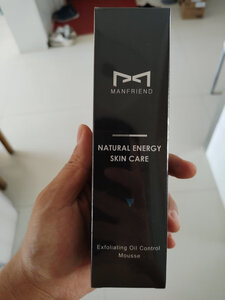 MANFRIEND
NATURAL ENERGY
SKIN CARE
Exfoliating Oil Control
Mousse